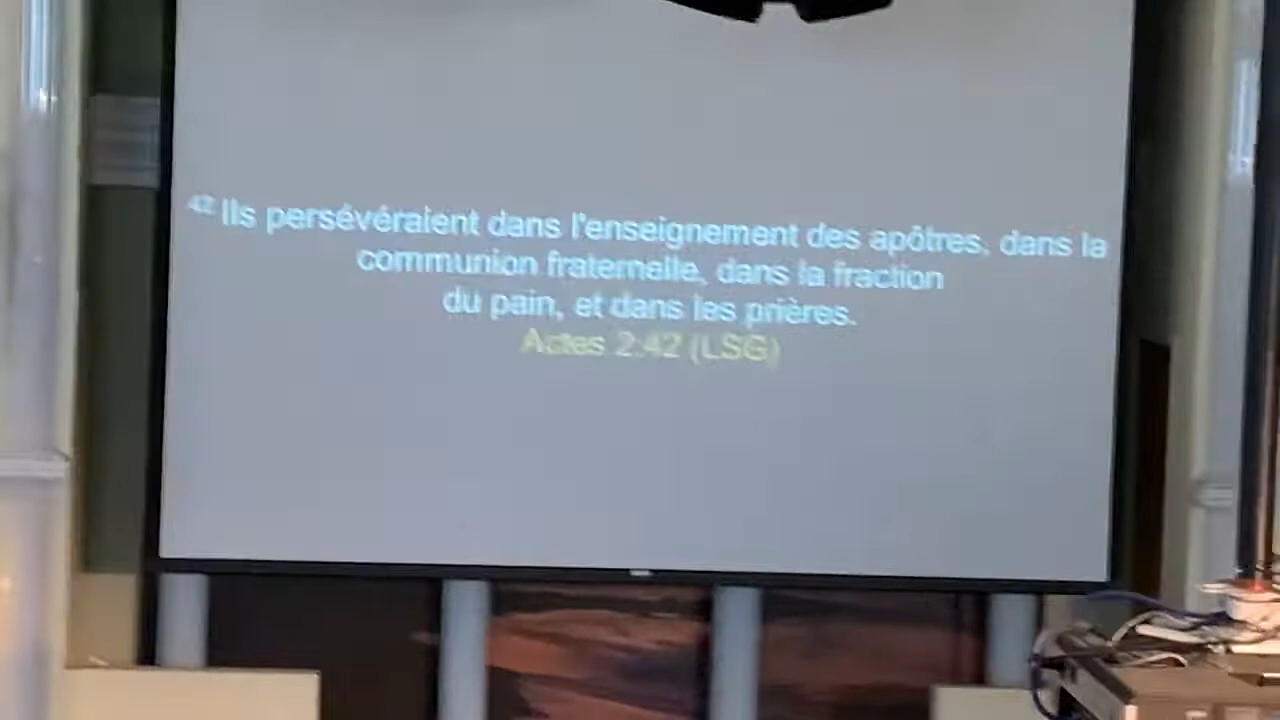 42 Ils persévéraient dans l'enseignement des apôtres, dans la
communion fraternelle, dans la fraction
du pain, et dans les prières.
Actes 2:42 (LSG)